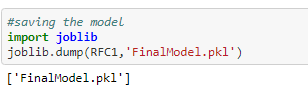 #saving the model
import joblib
joblib.dump(RFC1,'FinalModel.pkl')
['FinalModel.pkl']